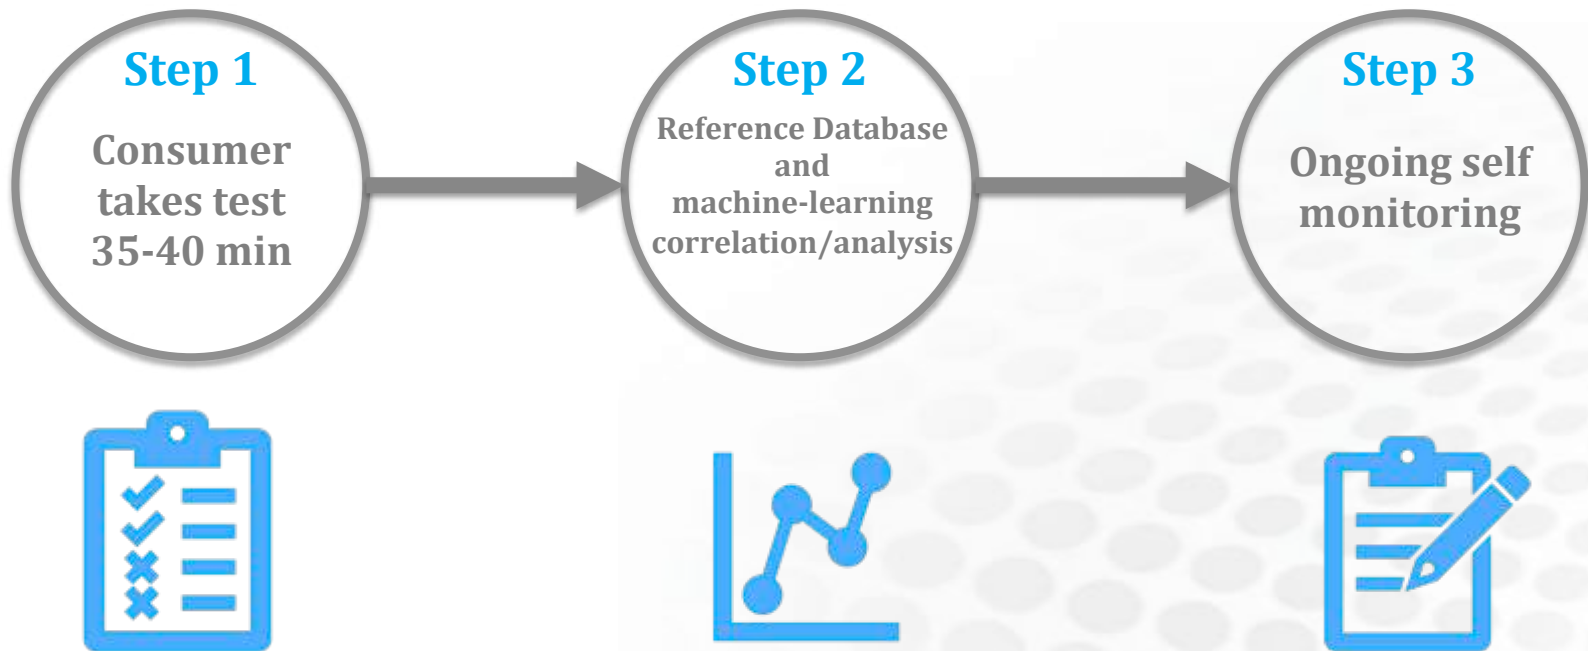 Step 1
Consumer
takes test
35-40 min
Step 2
Reference Database
and
machine-learning
correlation/analysis
Step 3
Ongoing self
monitoring